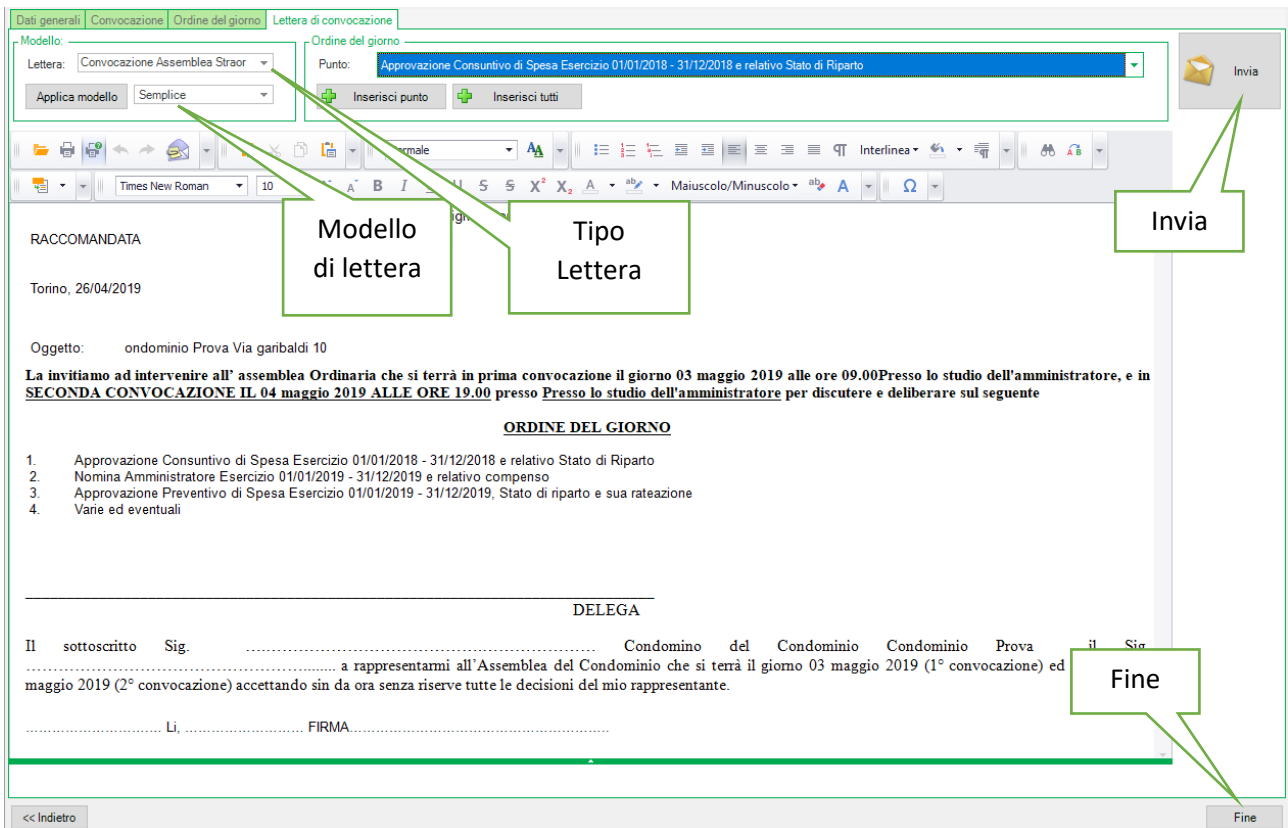 Dati generali Convocazione Ordine del giorno Lettera di convocazione
Modello: Ordine del giorno
Lettera: Convocazione Assemblea Straor Punto: Approvazione Consuntivo di Spesa Esercizio 01/01/2018 - 31/12/2018 e relativo Stato di Riparto
Invia
Applica modello Semplice Inserisci punto Inserisci tutti
Interlinea
Times New Roman 10 B I U S S X² X₂ A ab Maiuscolo/Minuscolo ab A Ω
Modello
di lettera
Tipo
Lettera
Invia
RACCOMANDATA
Torino, 26/04/2019
Oggetto: ondominio Prova Via garibaldi 10
La invitiamo ad intervenire all' assemblea Ordinaria che si terrà in prima convocazione il giorno 03 maggio 2019 alle ore 09.00Presso lo studio dell'amministratore, e in
SECONDA CONVOCAZIONE IL 04 maggio 2019 ALLE ORE 19.00 presso Presso lo studio dell'amministratore per discutere e deliberare sul seguente
ORDINE DEL GIORNO
1. Approvazione Consuntivo di Spesa Esercizio 01/01/2018 - 31/12/2018 e relativo Stato di Riparto
2. Nomina Amministratore Esercizio 01/01/2019 - 31/12/2019 e relativo compenso
3. Approvazione Preventivo di Spesa Esercizio 01/01/2019 - 31/12/2019, Stato di riparto e sua rateazione
4. Varie ed eventuali
DELEGA
Il sottoscritto Sig. ………………………………………………………… Condomino del Condominio Condominio Prova il Sig.
……………………………………………....... a rappresentarmi all'Assemblea del Condominio che si terrà il giorno 03 maggio 2019 (1° convocazione) ed
maggio 2019 (2° convocazione) accettando sin da ora senza riserve tutte le decisioni del mio rappresentante.
Fine
………………………. Li, …………………… FIRMA……………………………………………..
<< Indietro Fine